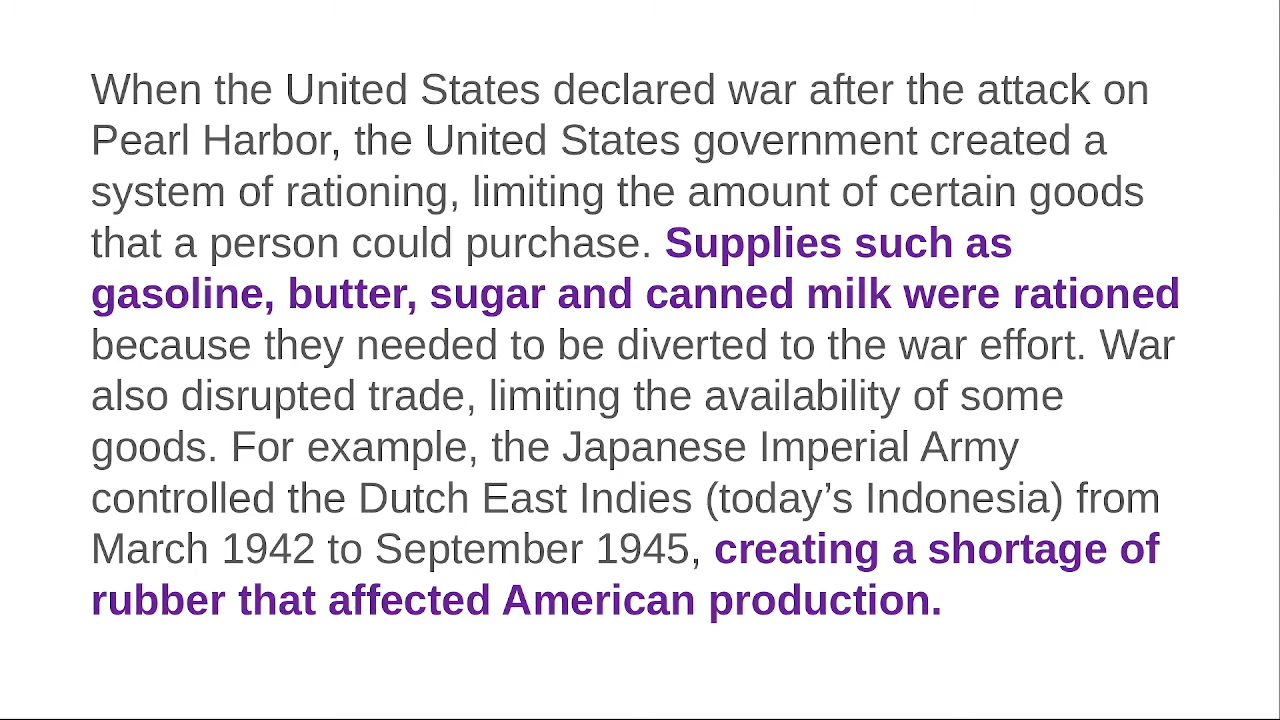 When the United States declared war after the attack on
Pearl Harbor, the United States government created a
system of rationing, limiting the amount of certain goods
that a person could purchase. Supplies such as
gasoline, butter, sugar and canned milk were rationed
because they needed to be diverted to the war effort. War
also disrupted trade, limiting the availability of some
goods. For example, the Japanese Imperial Army
controlled the Dutch East Indies (today’s Indonesia) from
March 1942 to September 1945, creating a shortage of
rubber that affected American production.